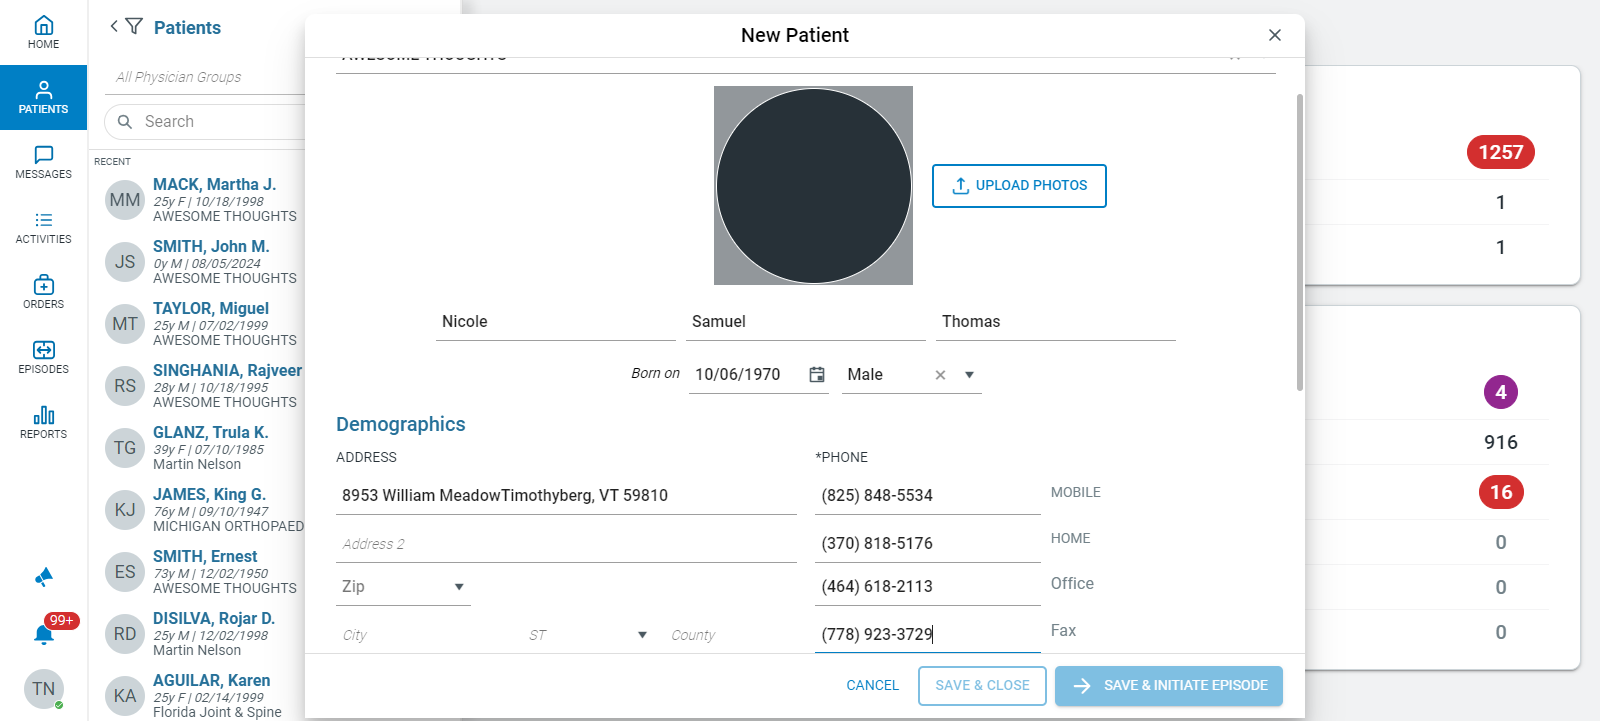 HOME
PATIENTS
MESSAGES
ACTIVITIES
ORDERS
EPISODES
REPORTS
99+
TN
Patients
All Physician Groups
Search
RECENT
MM
MACK, Martha J.
25y F | 10/18/1998
AWESOME THOUGHTS
JS
SMITH, John M.
0y M | 08/05/2024
AWESOME THOUGHTS
MT
TAYLOR, Miguel
25y M | 07/02/1999
AWESOME THOUGHTS
RS
SINGHANIA, Rajveer
28y M | 10/18/1995
AWESOME THOUGHTS
TG
GLANZ, Trula K.
39y F | 07/10/1985
Martin Nelson
KJ
JAMES, King G.
76y M | 09/10/1947
MICHIGAN ORTHOPAED
ES
SMITH, Ernest
73y M | 12/02/1950
AWESOME THOUGHTS
RD
DISILVA, Rojar D.
25y M | 12/02/1998
Martin Nelson
KA
AGUILAR, Karen
25y F | 02/14/1999
Florida Joint & Spine
New Patient
AWESOME THOUGHTS
UPLOAD PHOTOS
Nicole Samuel Thomas
Born on 10/06/1970 Male
Demographics
ADDRESS *PHONE
8953 William MeadowTimothyberg, VT 59810 (825) 848-5534 MOBILE
Address 2 (370) 818-5176 HOME
Zip (464) 618-2113 Office
City ST County (778) 923-3729 Fax
CANCEL SAVE & CLOSE SAVE & INITIATE EPISODE
1257
1
1
4
916
16
0
0
0